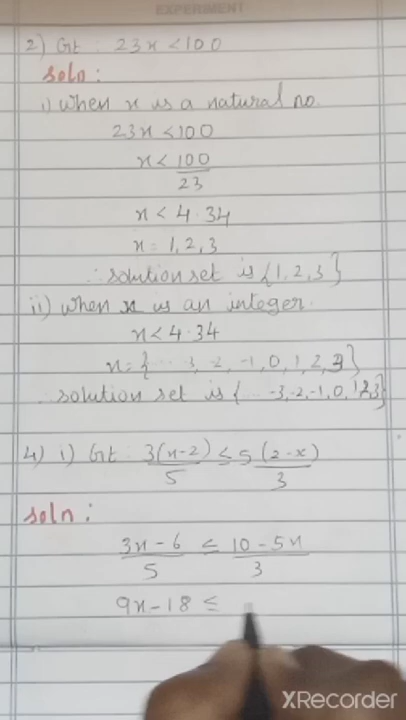 EXPERIMENT
2) Gt : 23x < 100
Soln :
i) when x is a natural no.
23x < 100
x < 100/23
x < 4.34
x = 1, 2, 3
∴ solution set is {1, 2, 3}
ii) when x is an integer.
x < 4.34
x = {... -3, -2, -1, 0, 1, 2, 3}
solution set is {... -3, -2, -1, 0, 1, 2, 3}
4) i) Gt : 3(x-2)/5 ≤ 5(2-x)/3
Soln :
3x - 6/5 ≤ 10 - 5x/3
9x - 18 ≤
XRecorder